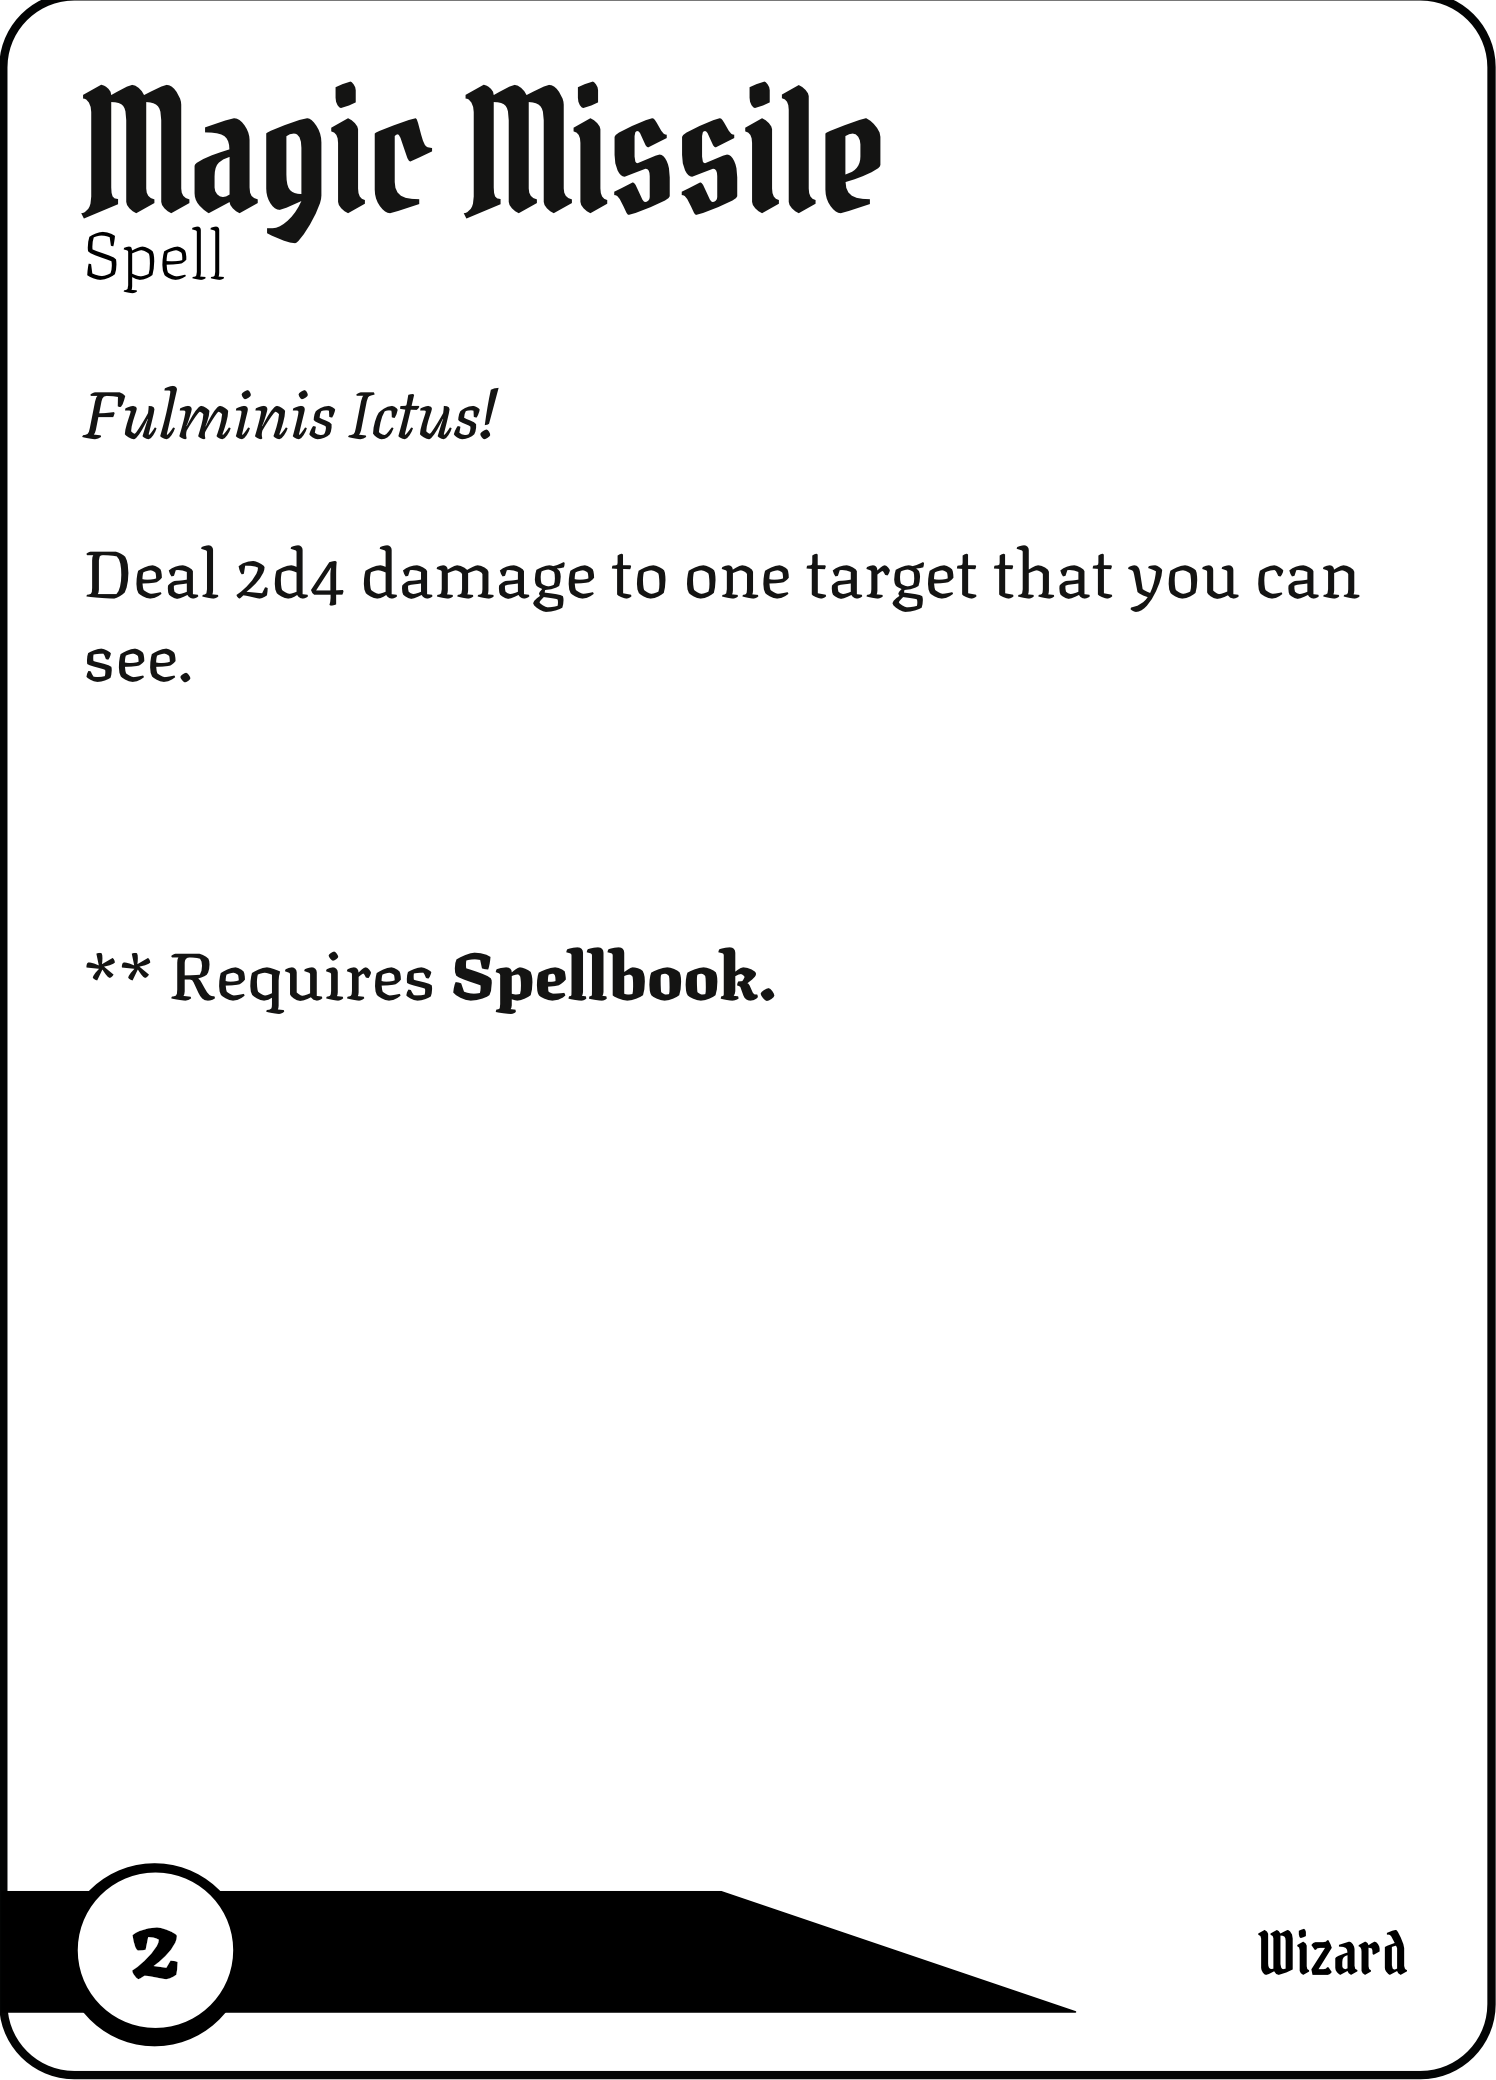 Magic Missile
Spell
Fulminis Ictus!
Deal 2d4 damage to one target that you can
see.
** Requires Spellbook.
2
Wizard